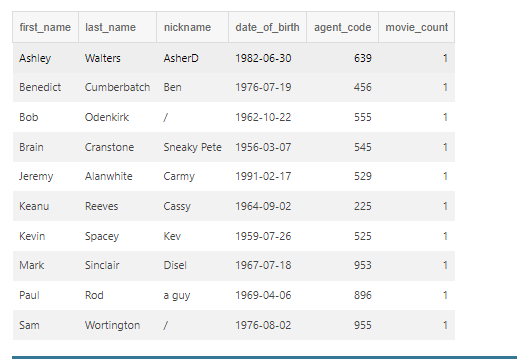 first_name last_name nickname date_of_birth agent_code movie_count
Ashley Walters AsherD 1982-06-30 639 1
Benedict Cumberbatch Ben 1976-07-19 456 1
Bob Odenkirk / 1962-10-22 555 1
Brain Cranstone Sneaky Pete 1956-03-07 545 1
Jeremy Alanwhite Carmy 1991-02-17 529 1
Keanu Reeves Cassy 1964-09-02 225 1
Kevin Spacey Kev 1959-07-26 525 1
Mark Sinclair Disel 1967-07-18 953 1
Paul Rod a guy 1969-04-06 896 1
Sam Wortington / 1976-08-02 955 1